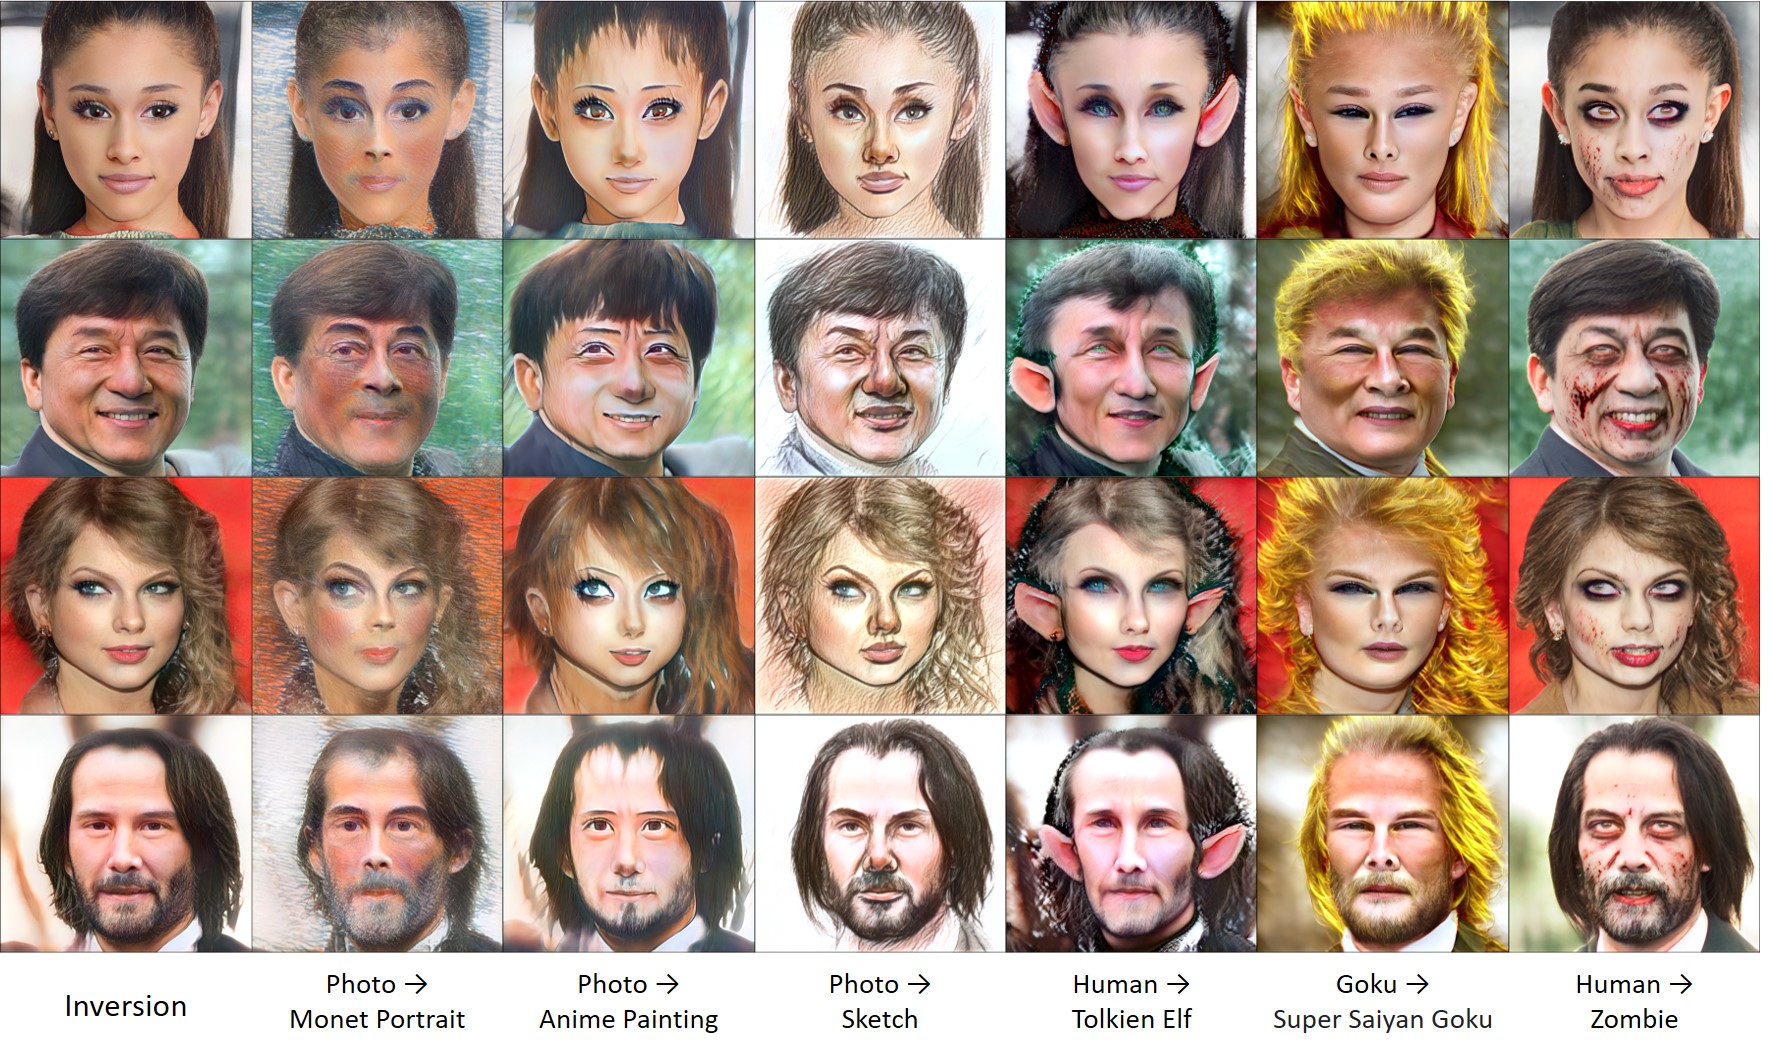 Inversion
Photo →
Monet Portrait
Photo →
Anime Painting
Photo →
Sketch
Human →
Tolkien Elf
Goku →
Super Saiyan Goku
Human →
Zombie